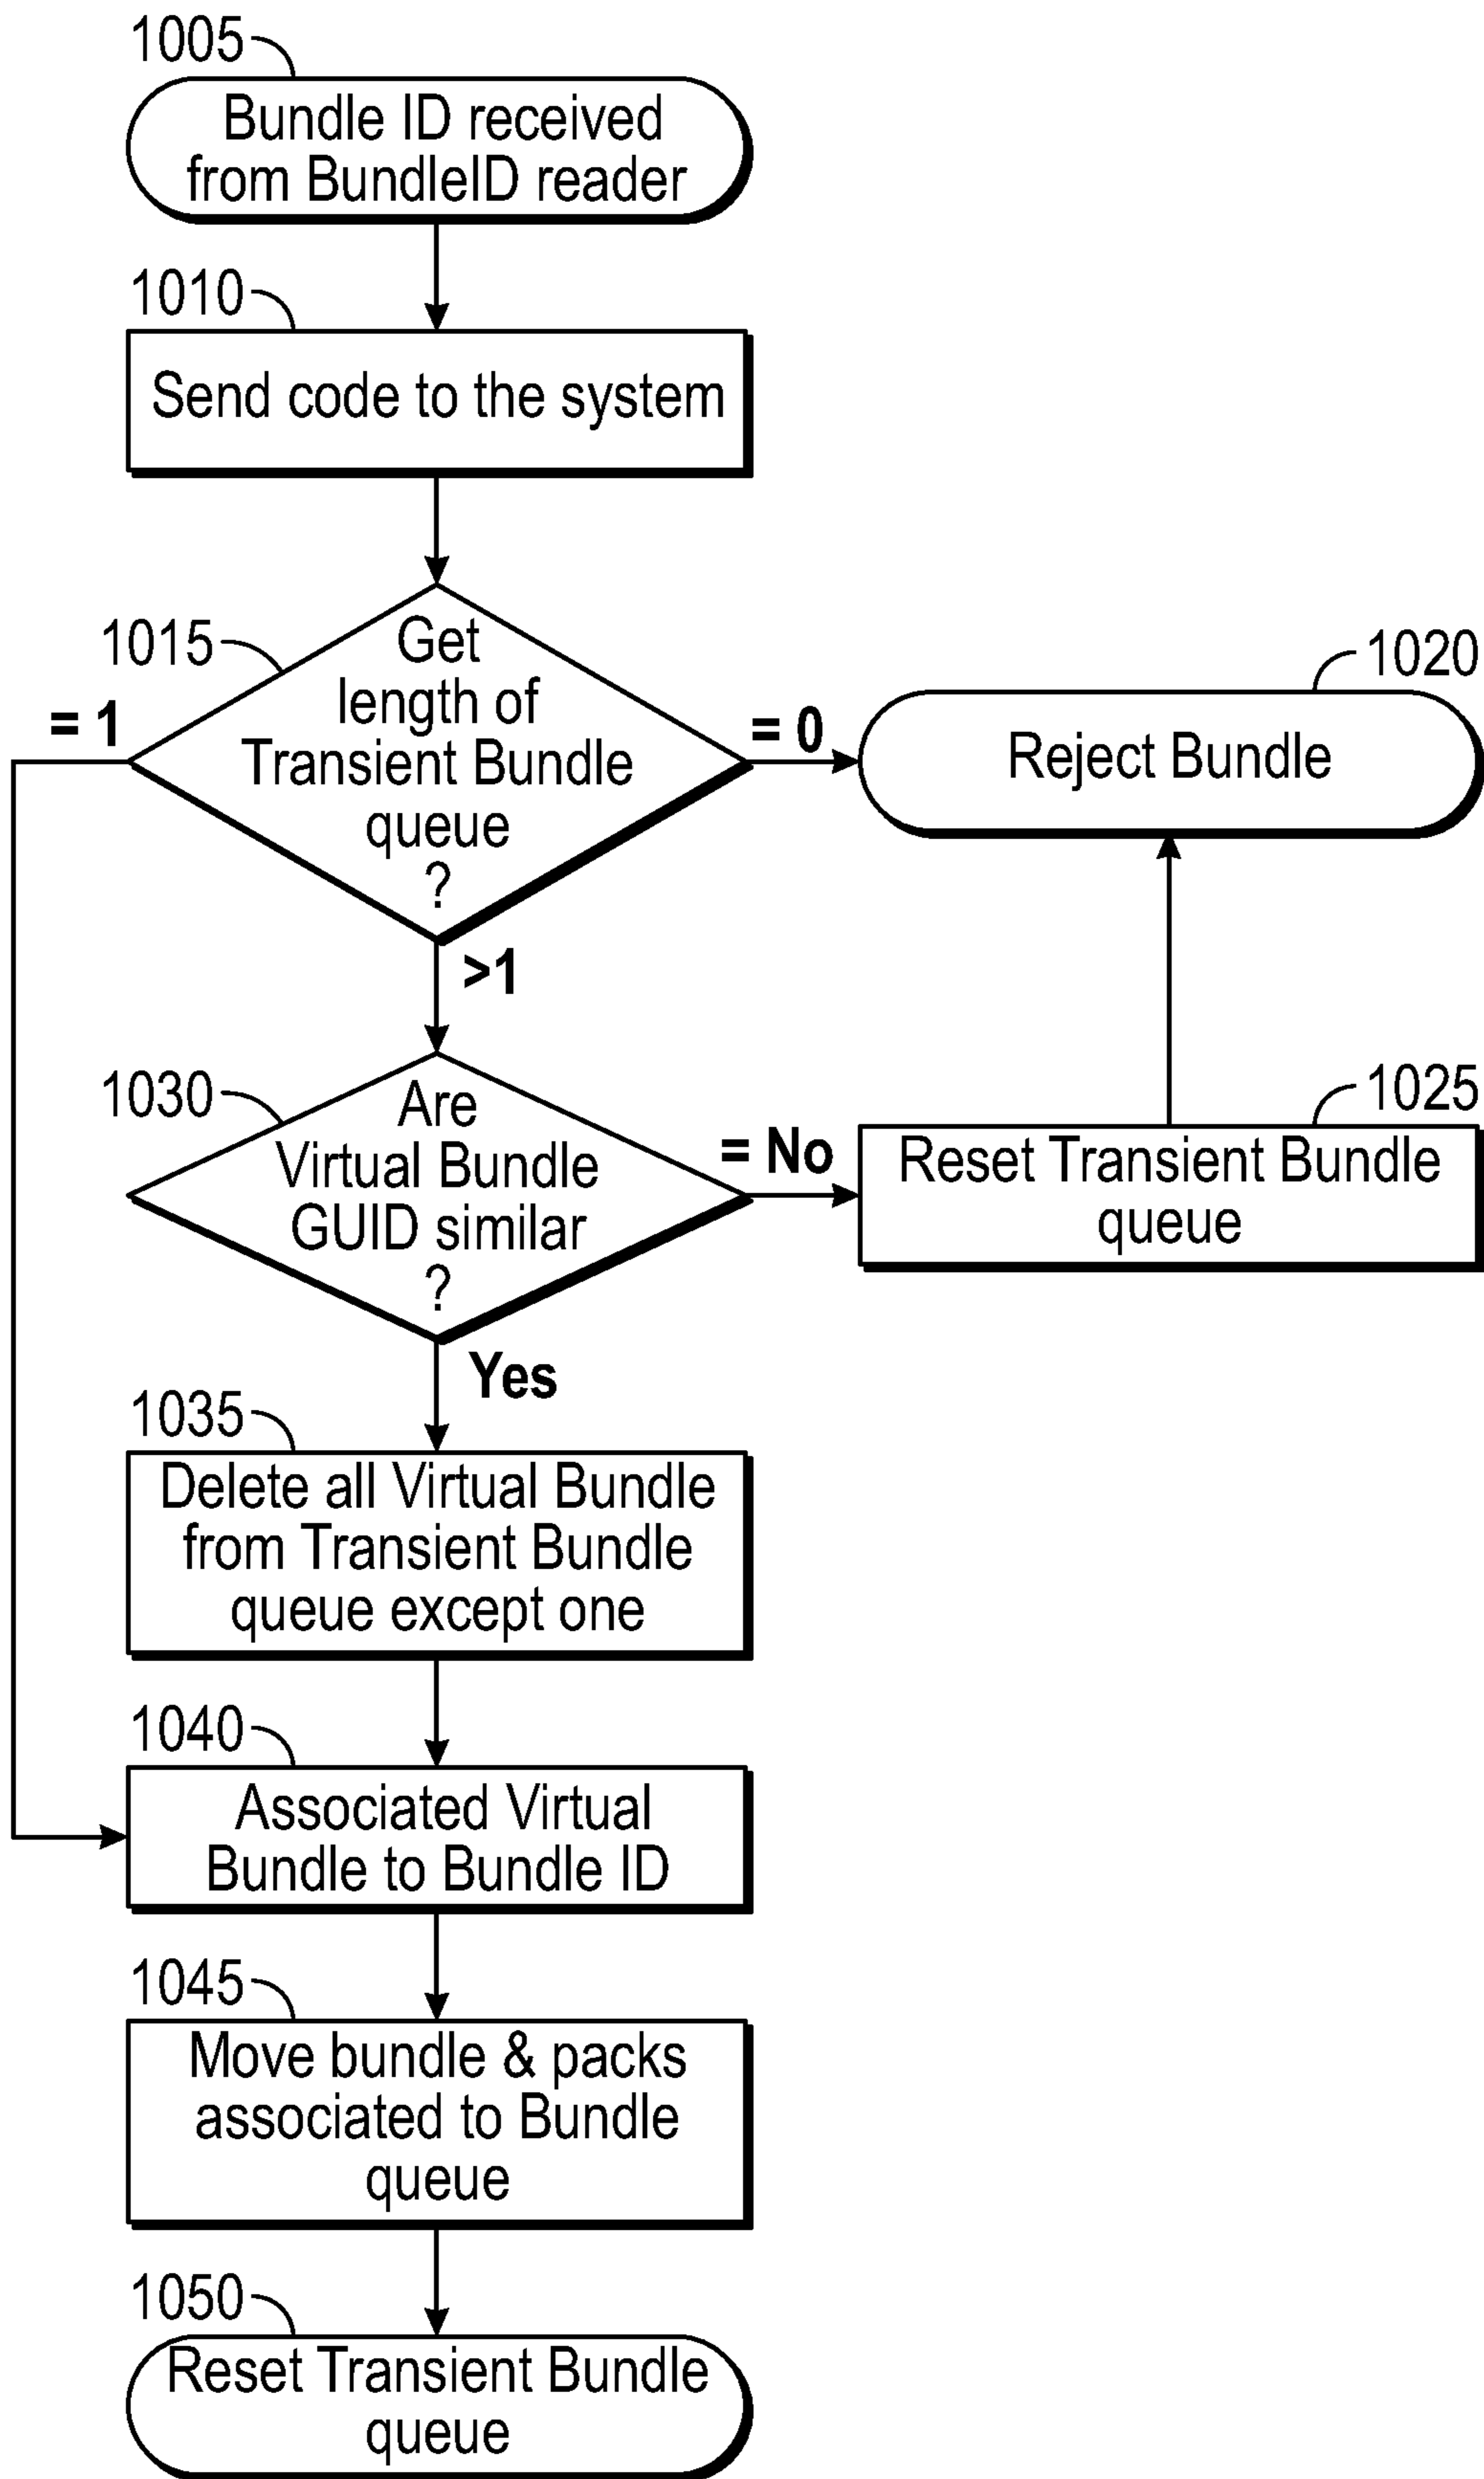 1005
Bundle ID received
from BundleID reader
1010
Send code to the system
1015
Get
length of
Transient Bundle
queue
?
= 1
= 0
1020
Reject Bundle
>1
1030
Are
Virtual Bundle
GUID similar
?
= No
1025
Reset Transient Bundle
queue
Yes
1035
Delete all Virtual Bundle
from Transient Bundle
queue except one
1040
Associated Virtual
Bundle to Bundle ID
1045
Move bundle & packs
associated to Bundle
queue
1050
Reset Transient Bundle
queue